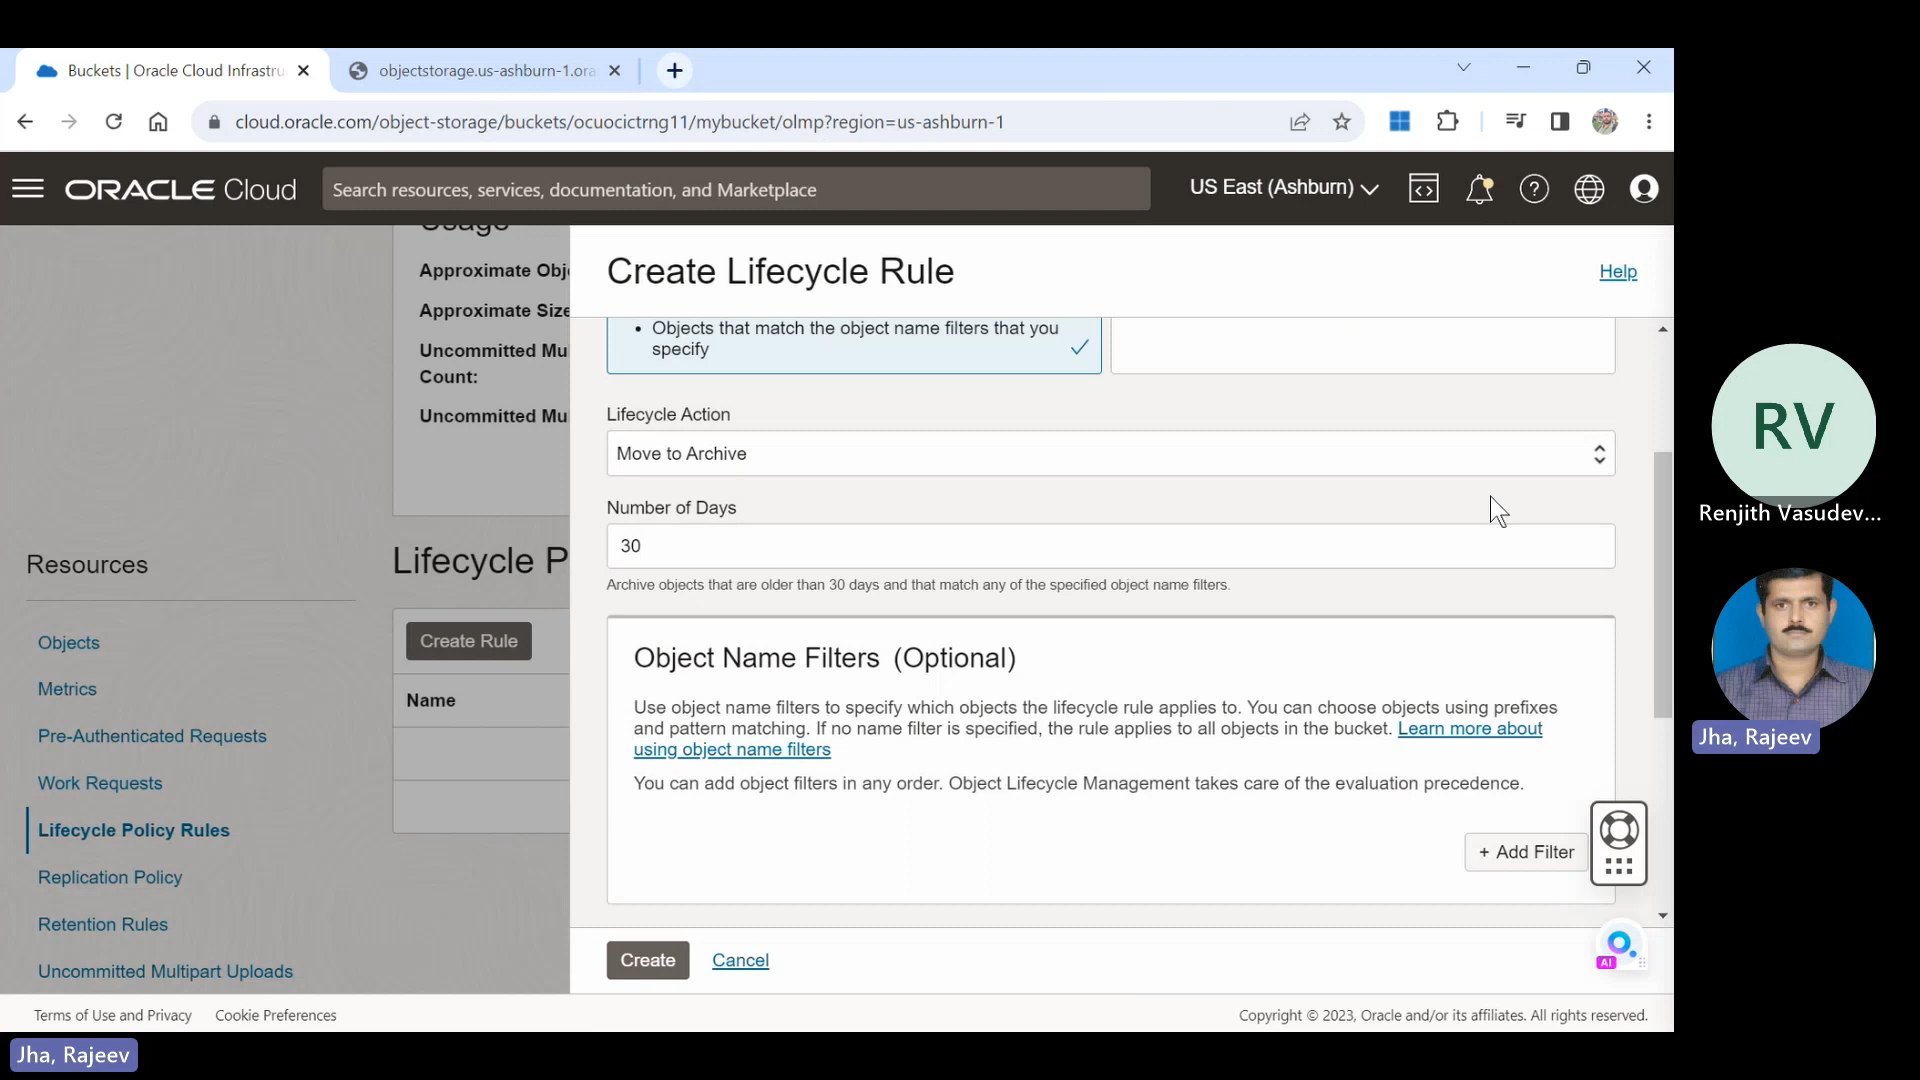 Buckets | Oracle Cloud Infrastru
objectstorage.us-ashburn-1.ora
cloud.oracle.com/object-storage/buckets/ocuocictrng11/mybucket/olmp?region=us-ashburn-1
ORACLE Cloud
Search resources, services, documentation, and Marketplace
US East (Ashburn)
Usage
Approximate Obj
Approximate Size
Uncommitted Mu
Count:
Uncommitted Mu
Resources
Objects
Metrics
Pre-Authenticated Requests
Work Requests
Lifecycle Policy Rules
Replication Policy
Retention Rules
Uncommitted Multipart Uploads
Lifecycle P
Create Rule
Name
Create Lifecycle Rule
Help
• Objects that match the object name filters that you
specify
Lifecycle Action
Move to Archive
Number of Days
30
Archive objects that are older than 30 days and that match any of the specified object name filters.
Object Name Filters (Optional)
Use object name filters to specify which objects the lifecycle rule applies to. You can choose objects using prefixes
and pattern matching. If no name filter is specified, the rule applies to all objects in the bucket. Learn more about
using object name filters
You can add object filters in any order. Object Lifecycle Management takes care of the evaluation precedence.
+ Add Filter
Create
Cancel
AI
Terms of Use and Privacy
Cookie Preferences
Copyright © 2023, Oracle and/or its affiliates. All rights reserved.
RV
Renjith Vasudev...
Jha, Rajeev
Jha, Rajeev